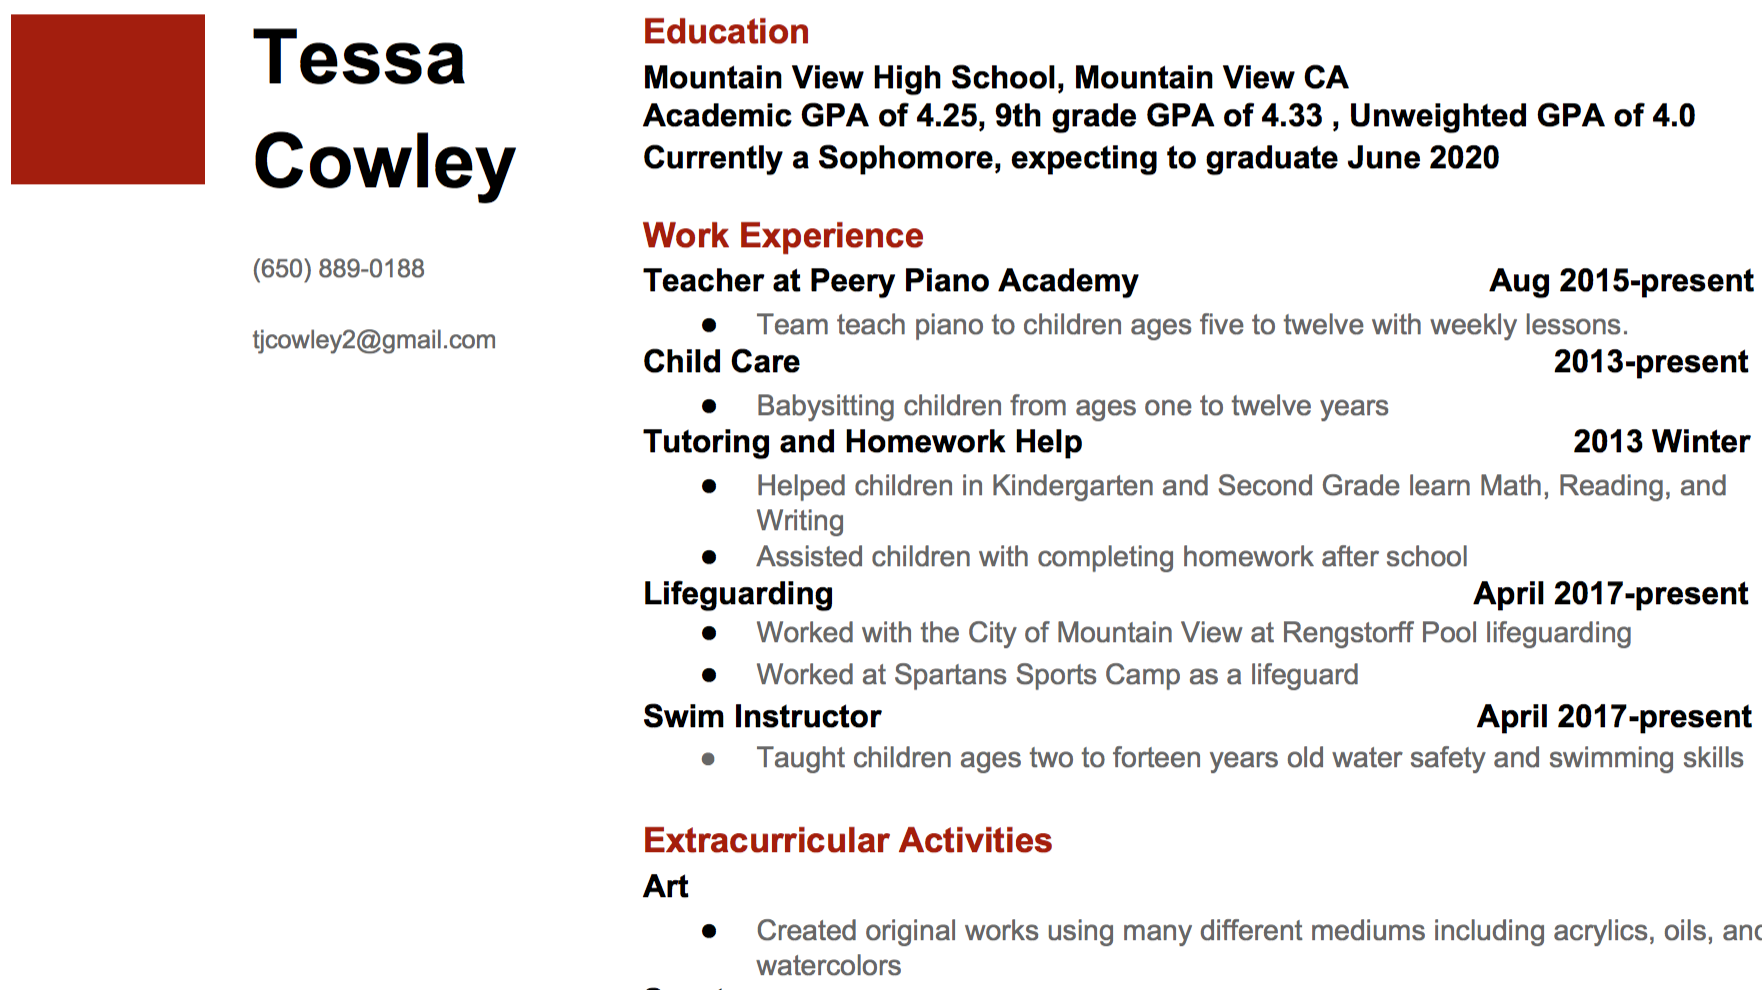 Tessa
Cowley
(650) 889-0188
tjcowley2@gmail.com
Education
Mountain View High School, Mountain View CA
Academic GPA of 4.25, 9th grade GPA of 4.33 , Unweighted GPA of 4.0
Currently a Sophomore, expecting to graduate June 2020
Work Experience
Teacher at Peery Piano Academy Aug 2015-present
● Team teach piano to children ages five to twelve with weekly lessons.
Child Care 2013-present
● Babysitting children from ages one to twelve years
Tutoring and Homework Help 2013 Winter
● Helped children in Kindergarten and Second Grade learn Math, Reading, and
Writing
● Assisted children with completing homework after school
Lifeguarding April 2017-present
● Worked with the City of Mountain View at Rengstorff Pool lifeguarding
● Worked at Spartans Sports Camp as a lifeguard
Swim Instructor April 2017-present
● Taught children ages two to forteen years old water safety and swimming skills
Extracurricular Activities
Art
● Created original works using many different mediums including acrylics, oils, and
watercolors